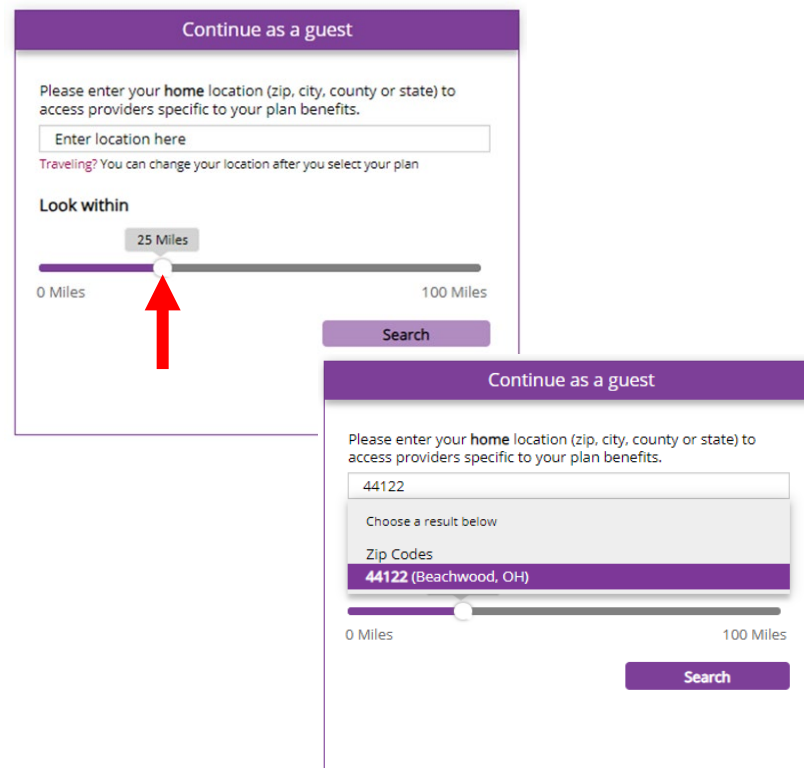 Continue as a guest
Please enter your home location (zip, city, county or state) to
access providers specific to your plan benefits.
Enter location here
Traveling? You can change your location after you select your plan
Look within
25 Miles
0 Miles
100 Miles
Search
Continue as a guest
Please enter your home location (zip, city, county or state) to
access providers specific to your plan benefits.
44122
Choose a result below
Zip Codes
44122 (Beachwood, OH)
0 Miles
100 Miles
Search